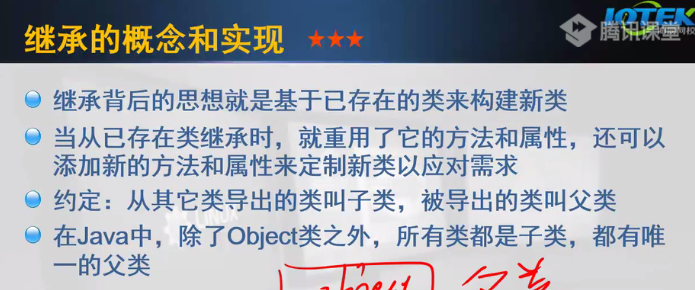 继承的概念和实现 ★★★
IOTEK
腾讯课堂
继承背后的思想就是基于已存在的类来构建新类
当从已存在类继承时，就重用了它的方法和属性，还可以
添加新的方法和属性来定制新类以应对需求
约定：从其它类导出的类叫子类，被导出的类叫父类
在Java中，除了Object类之外，所有类都是子类，都有唯
一的父类
LINUX
object